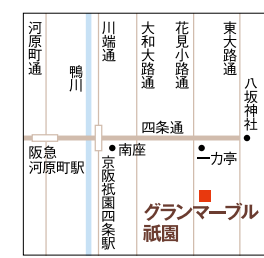 河原町通
鴨川
川端通
大和大路通
花見小路通
東大路通
八坂神社
四条通
阪急
河原町駅
京阪祇園四条駅
南座
一力亭
グランマーブル
祇園